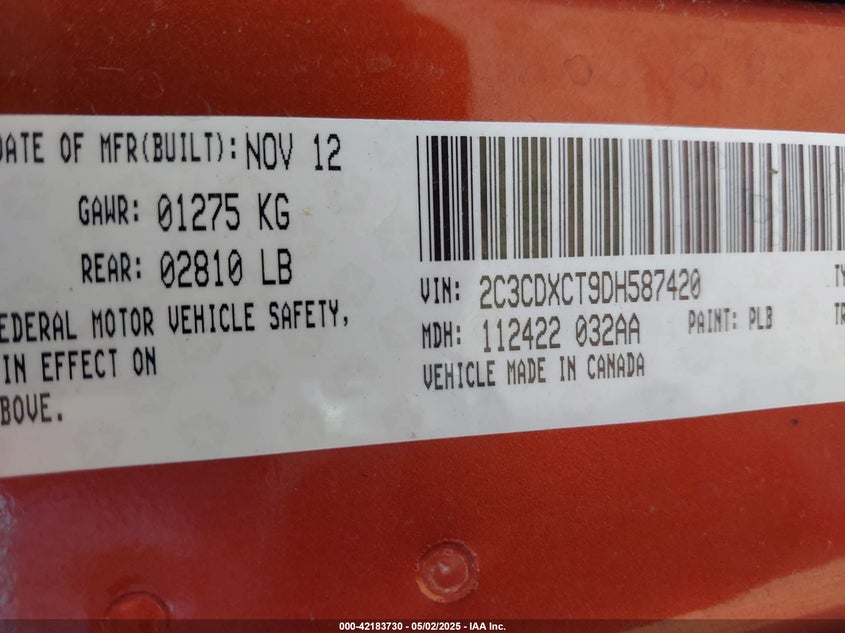 DATE OF MFR(BUILT): NOV 12
GAWR: 01275 KG
REAR: 02810 LB
EDERAL MOTOR VEHICLE SAFETY,
IN EFFECT ON
BOVE.
VIN: 2C3CDXCT9DH587420
TY
MDH: 112422 032AA PAINT: PLB
TR
VEHICLE MADE IN CANADA
000-42183730 - 05/02/2025 - IAA Inc.